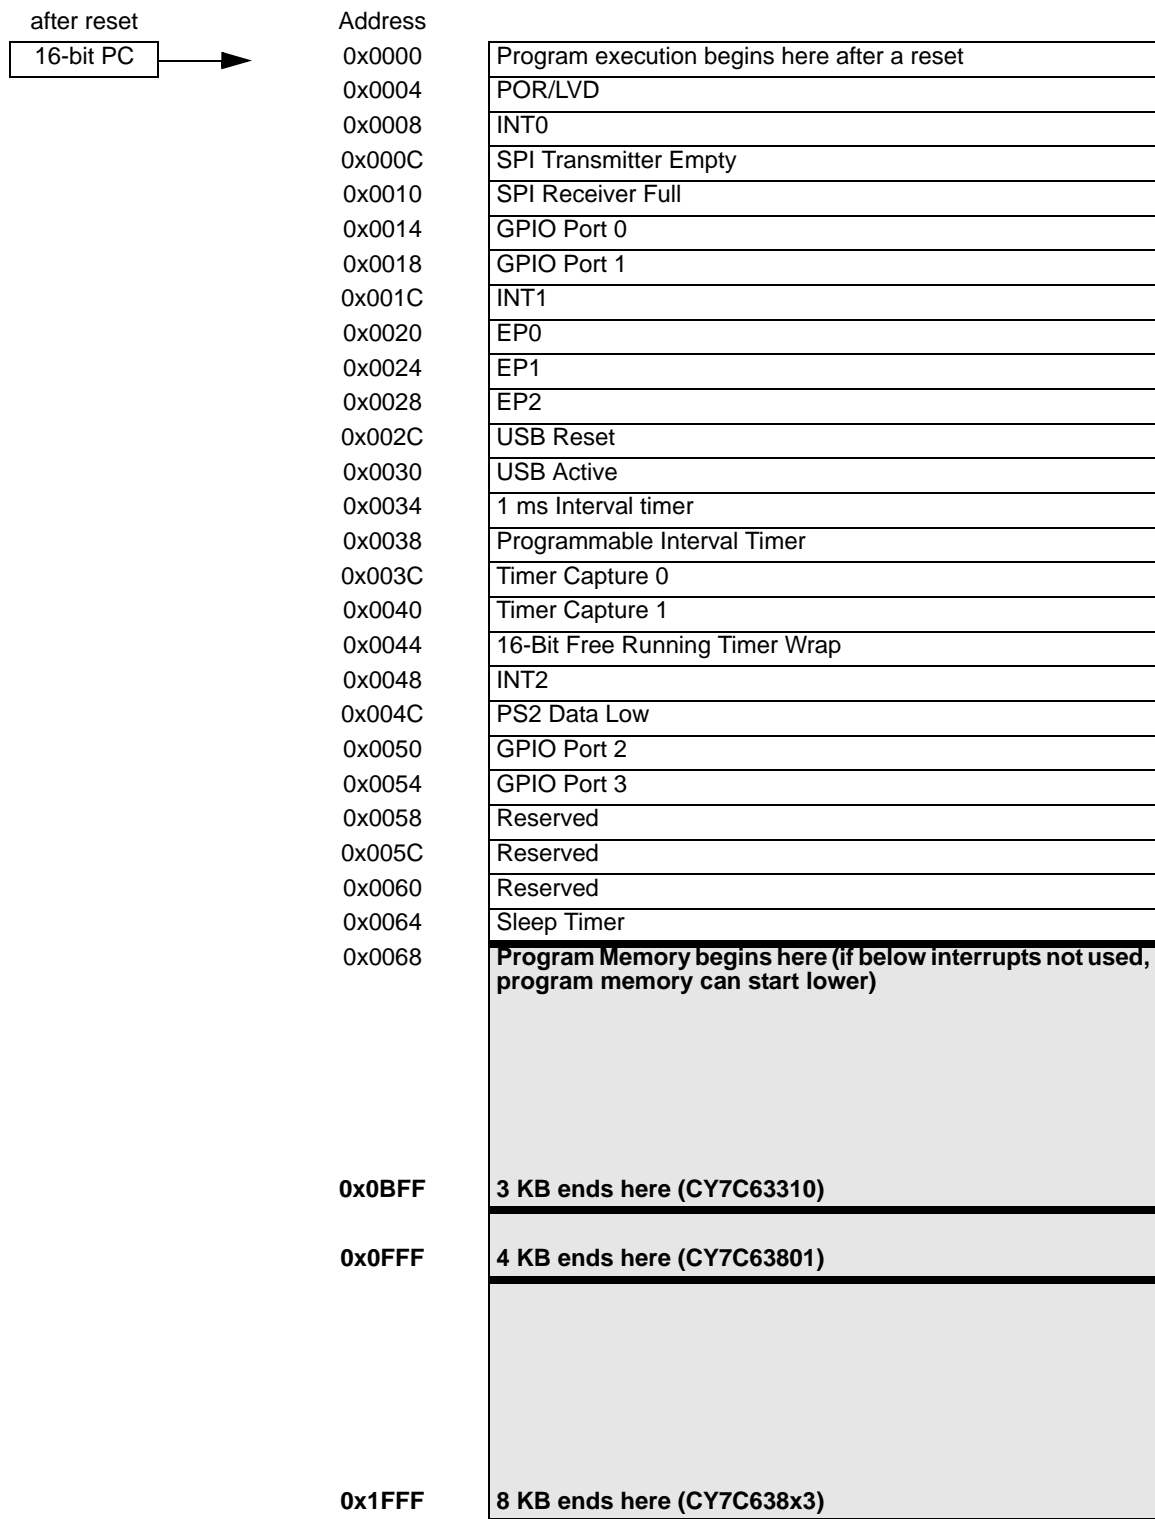 after reset Address
16-bit PC 0x0000 Program execution begins here after a reset
0x0004 POR/LVD
0x0008 INT0
0x000C SPI Transmitter Empty
0x0010 SPI Receiver Full
0x0014 GPIO Port 0
0x0018 GPIO Port 1
0x001C INT1
0x0020 EP0
0x0024 EP1
0x0028 EP2
0x002C USB Reset
0x0030 USB Active
0x0034 1 ms Interval timer
0x0038 Programmable Interval Timer
0x003C Timer Capture 0
0x0040 Timer Capture 1
0x0044 16-Bit Free Running Timer Wrap
0x0048 INT2
0x004C PS2 Data Low
0x0050 GPIO Port 2
0x0054 GPIO Port 3
0x0058 Reserved
0x005C Reserved
0x0060 Reserved
0x0064 Sleep Timer
0x0068 Program Memory begins here (if below interrupts not used,
program memory can start lower)
0x0BFF 3 KB ends here (CY7C63310)
0x0FFF 4 KB ends here (CY7C63801)
0x1FFF 8 KB ends here (CY7C638x3)